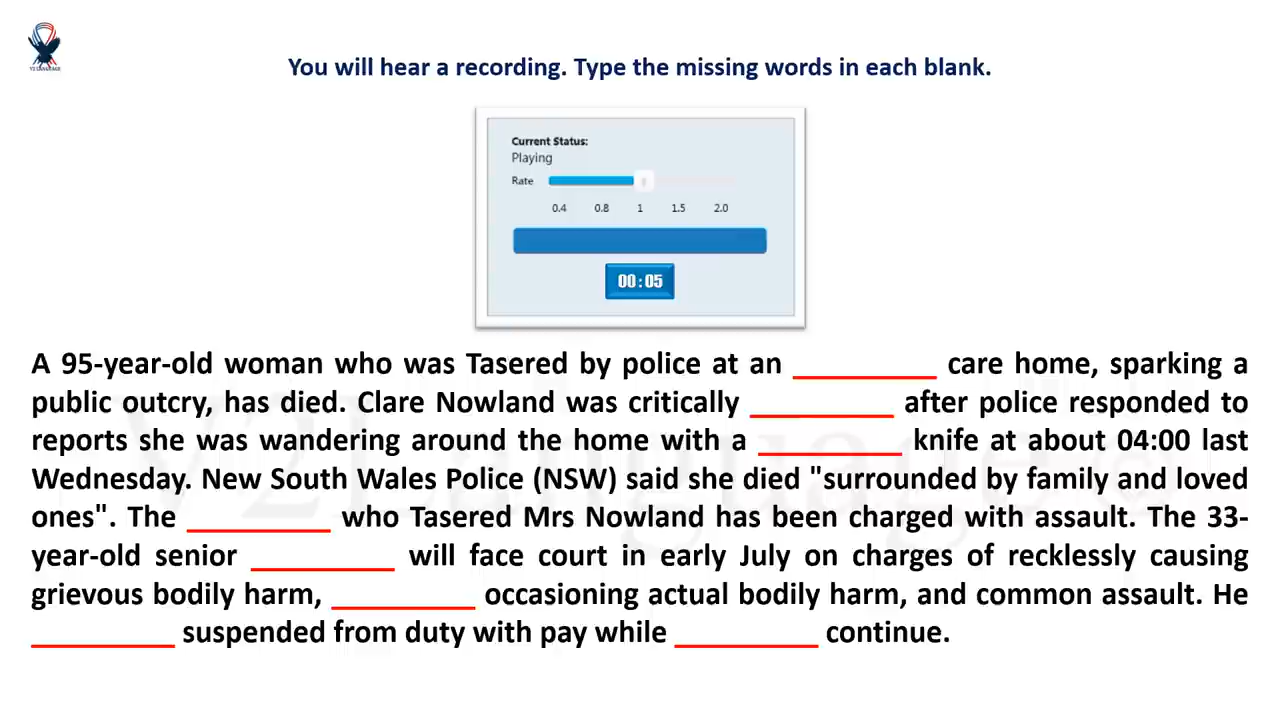 V2 LANGUAGE
You will hear a recording. Type the missing words in each blank.
Current Status:
Playing
Rate
0.4 0.8 1 1.5 2.0
00:05
A 95-year-old woman who was Tasered by police at an __________ care home, sparking a
public outcry, has died. Clare Nowland was critically __________ after police responded to
reports she was wandering around the home with a __________ knife at about 04:00 last
Wednesday. New South Wales Police (NSW) said she died "surrounded by family and loved
ones". The __________ who Tasered Mrs Nowland has been charged with assault. The 33-
year-old senior __________ will face court in early July on charges of recklessly causing
grievous bodily harm, __________ occasioning actual bodily harm, and common assault. He
__________ suspended from duty with pay while __________ continue.
V2Language